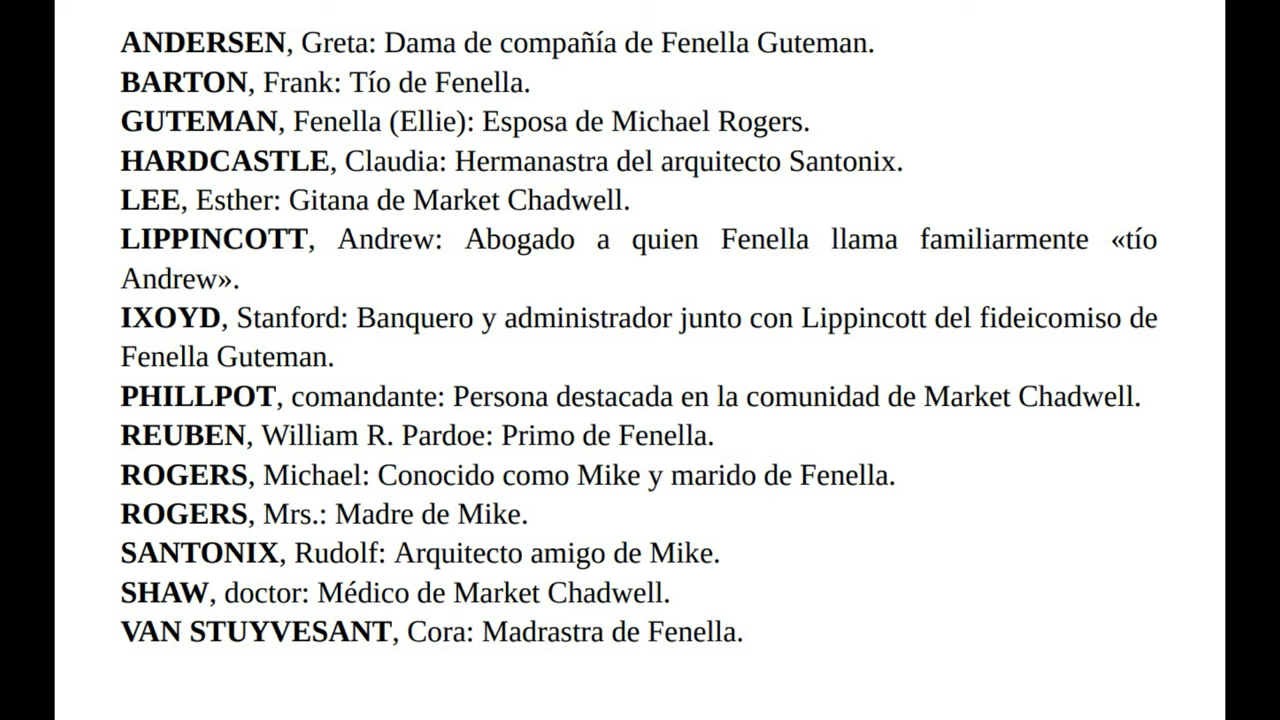 ANDERSEN, Greta: Dama de compañía de Fenella Guteman.
BARTON, Frank: Tío de Fenella.
GUTEMAN, Fenella (Ellie): Esposa de Michael Rogers.
HARDCASTLE, Claudia: Hermanastra del arquitecto Santonix.
LEE, Esther: Gitana de Market Chadwell.
LIPPINCOTT, Andrew: Abogado a quien Fenella llama familiarmente «tío
Andrew».
IXOYD, Stanford: Banquero y administrador junto con Lippincott del fideicomiso de
Fenella Guteman.
PHILLPOT, comandante: Persona destacada en la comunidad de Market Chadwell.
REUBEN, William R. Pardoe: Primo de Fenella.
ROGERS, Michael: Conocido como Mike y marido de Fenella.
ROGERS, Mrs.: Madre de Mike.
SANTONIX, Rudolf: Arquitecto amigo de Mike.
SHAW, doctor: Médico de Market Chadwell.
VAN STUYVESANT, Cora: Madrastra de Fenella.